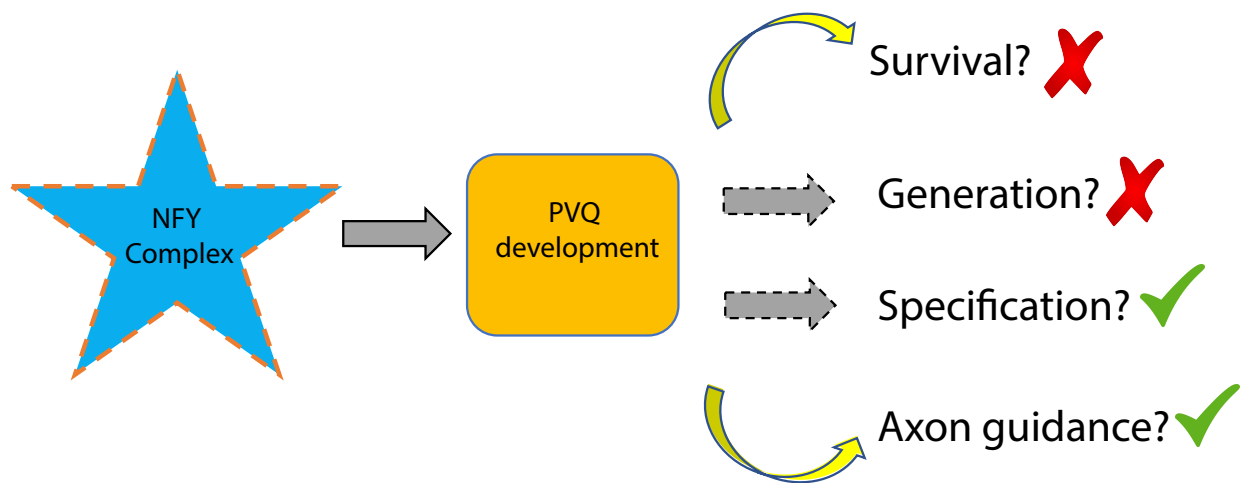 NFY
Complex
PVQ
development
Survival?
Generation?
Specification?
Axon guidance?